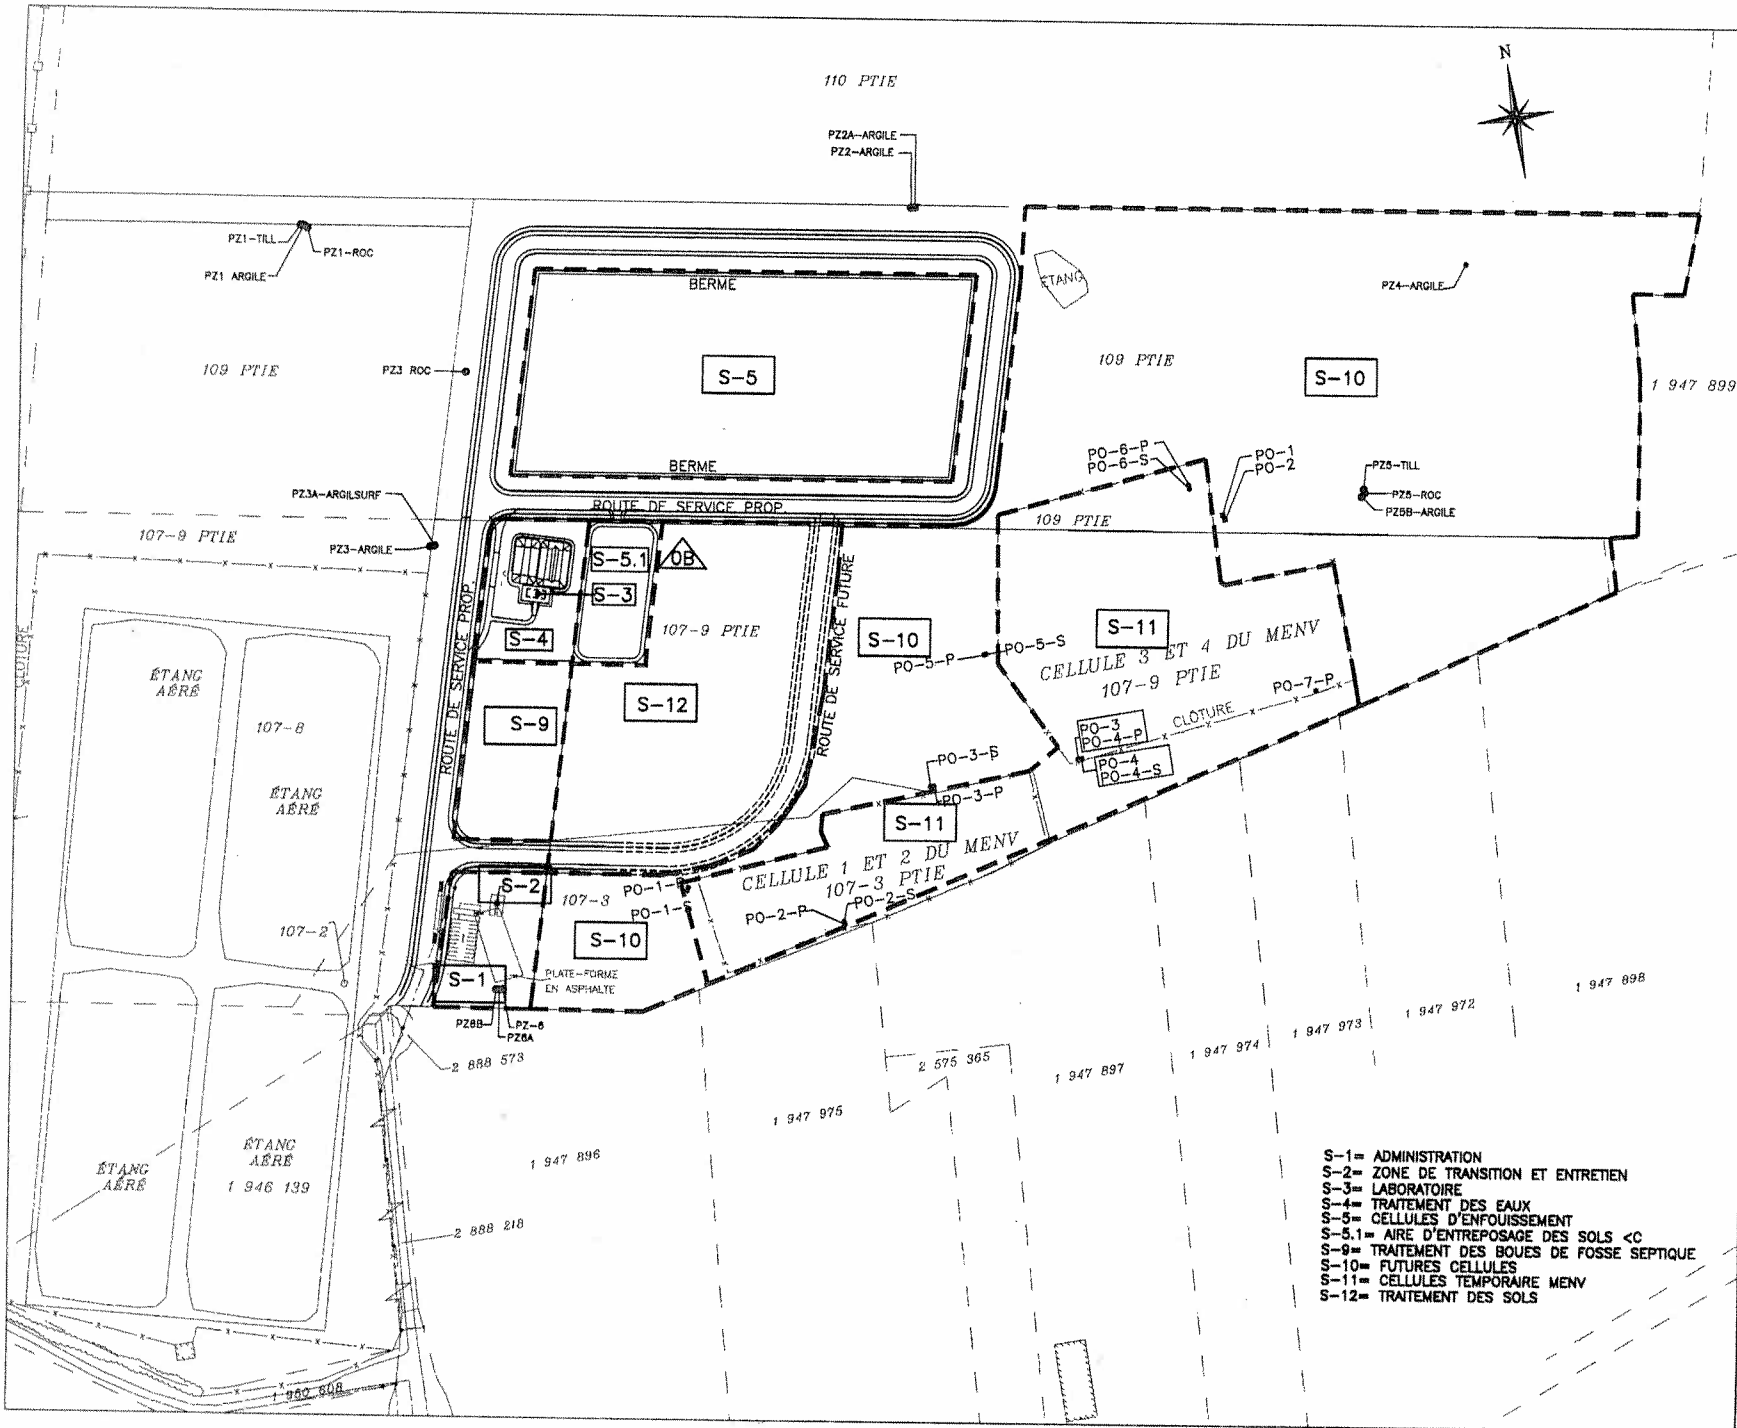 N
110 PTIE
PZ2A-ARGILE
PZ2-ARGILE
PZ1-TILL
PZ1-ROC
PZ1 ARGILE
ÉTANG
PZ4-ARGILE
BERME
109 PTIE
PZ3 ROC
S-5
109 PTIE
S-10
1 947 899
BERME
PO-6-P
PO-6-S
PO-1
PO-2
PZ5-TILL
PZ5-ROC
PZ5B-ARGILE
PZ3A-ARGILSURF
ROUTE DE SERVICE PROP.
109 PTIE
107-9 PTIE
PZ3-ARGILE
S-5.1
0B
S-3
S-4
107-9 PTIE
ROUTE DE SERVICE PROP.
ROUTE DE SERVICE FUTURE
S-10
PO-5-P
PO-5-S
S-11
CELLULE 3 ET 4 DU MENV
107-9 PTIE
PO-7-P
CLÔTURE
CLÔTURE
ÉTANG
AÉRÉ
107-8
S-9
S-12
PO-3
PO-4-P
PO-4
PO-4-S
ÉTANG
AÉRÉ
PO-3-S
PO-3-P
S-11
CELLULE 1 ET 2 DU MENV
107-3 PTIE
S-2
107-3
PO-1-P
PO-1-S
PO-2-P
PO-2-S
107-2
S-10
S-1
PLATE-FORME
EN ASPHALTE
PZ6B
PZ-6
PZ6A
2 888 573
2 575 365
1 947 897
1 947 974
1 947 973
1 947 972
1 947 898
1 947 975
1 947 896
ÉTANG
AÉRÉ
ÉTANG
AÉRÉ
1 946 139
2 888 218
1 960 608
S-1= ADMINISTRATION
S-2= ZONE DE TRANSITION ET ENTRETIEN
S-3= LABORATOIRE
S-4= TRAITEMENT DES EAUX
S-5= CELLULES D'ENFOUISSEMENT
S-5.1= AIRE D'ENTREPOSAGE DES SOLS <C
S-9= TRAITEMENT DES BOUES DE FOSSE SEPTIQUE
S-10= FUTURES CELLULES
S-11= CELLULES TEMPORAIRE MENV
S-12= TRAITEMENT DES SOLS